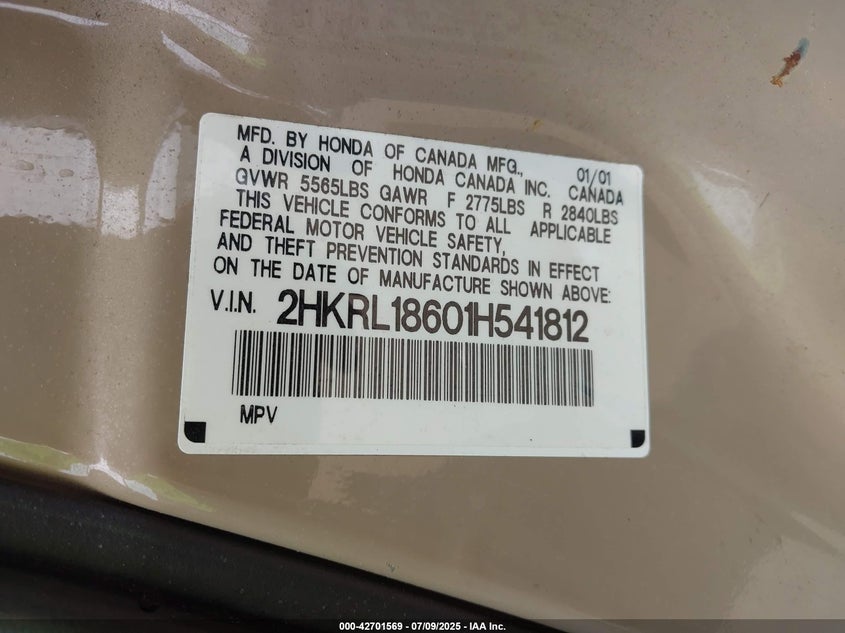 MFD. BY HONDA OF CANADA MFG., 01/01
A DIVISION OF HONDA CANADA INC. CANADA
GVWR 5565LBS GAWR F 2775LBS R 2840LBS
THIS VEHICLE CONFORMS TO ALL APPLICABLE
FEDERAL MOTOR VEHICLE SAFETY,
AND THEFT PREVENTION STANDARDS IN EFFECT
ON THE DATE OF MANUFACTURE SHOWN ABOVE:
V.I.N. 2HKRL18601H541812
MPV
000-42701569 | 07/09/2025 - IAA Inc.